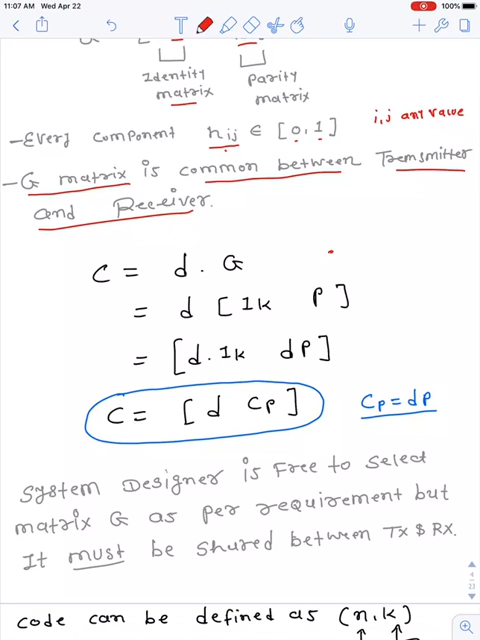 11:07 AM Wed Apr 22
100%
Identity
matrix
parity
matrix
-Every component hij ∈ [0,1]
i,j any value
-G matrix is common between Transmitter
and Receiver.
C = d . G
= d [Ik P]
= [d.Ik dP]
C = [d Cp]
Cp = dp
System Designer is Free to select
matrix G as per requirement but
It must be shared between Tx $ RX.
4
23
code can be defined as (n,k)